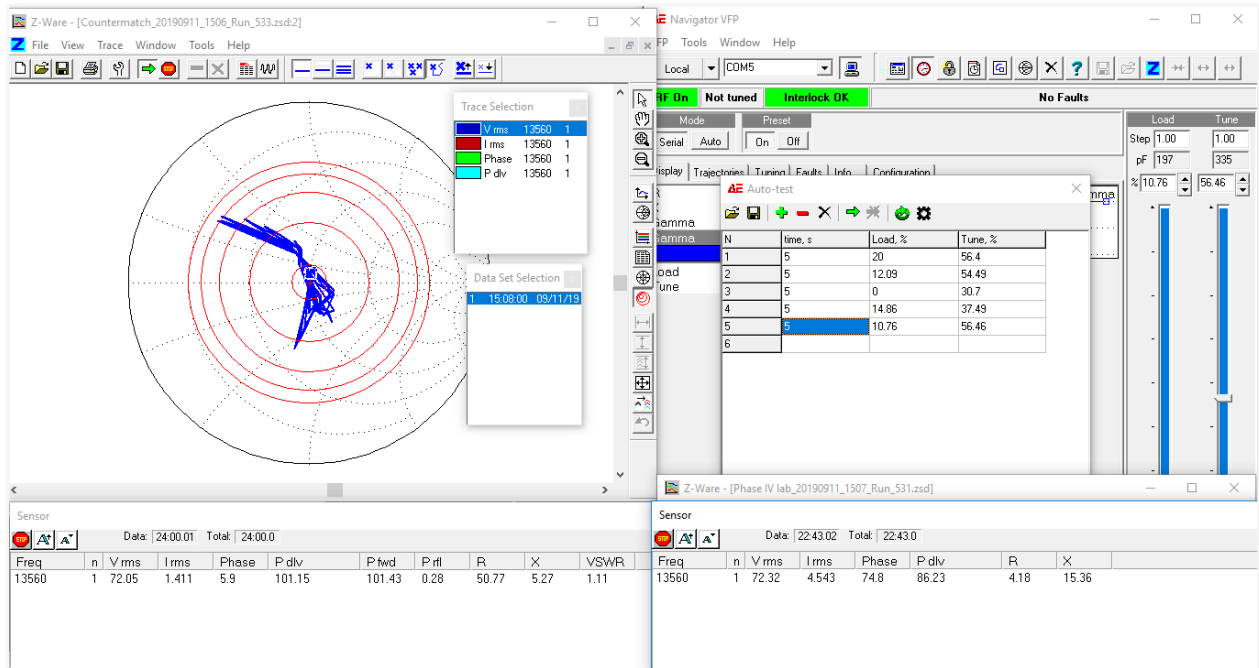 Z-Ware - [Countermatch_20190911_1506_Run_533.zsd:2]
File View Trace Window Tools Help
Trace Selection
V rms 13560 1
I rms 13560 1
Phase 13560 1
P dlv 13560 1
Data Set Selection
1 15:08:00 09/11/19
Navigator VFP
FP Tools Window Help
Local COM5
RF On Not tuned Interlock OK No Faults
Mode Preset
Serial Auto On Off
Display Trajectories Tuning Faults Info Configuration
Gamma
Gamma
Load
Tune
Load Tune
Step 1.00 1.00
pF 197 335
% 10.76 56.46
AE Auto-test
N time, s Load, % Tune, %
1 5 20 56.4
2 5 12.09 54.49
3 5 0 30.7
4 5 14.86 37.49
5 5 10.76 56.46
6
Sensor
STOP A A Data: 24:00.01 Total: 24:00.0
Freq n V rms I rms Phase P dlv P fwd P rfl R X VSWR
13560 1 72.05 1.411 5.9 101.15 101.43 0.28 50.77 5.27 1.11
Z-Ware - [Phase IV lab_20190911_1507_Run_531.zsd]
Sensor
STOP A A Data: 22:43.02 Total: 22:43.0
Freq n V rms I rms Phase P dlv R X
13560 1 72.32 4.543 74.8 86.23 4.18 15.36